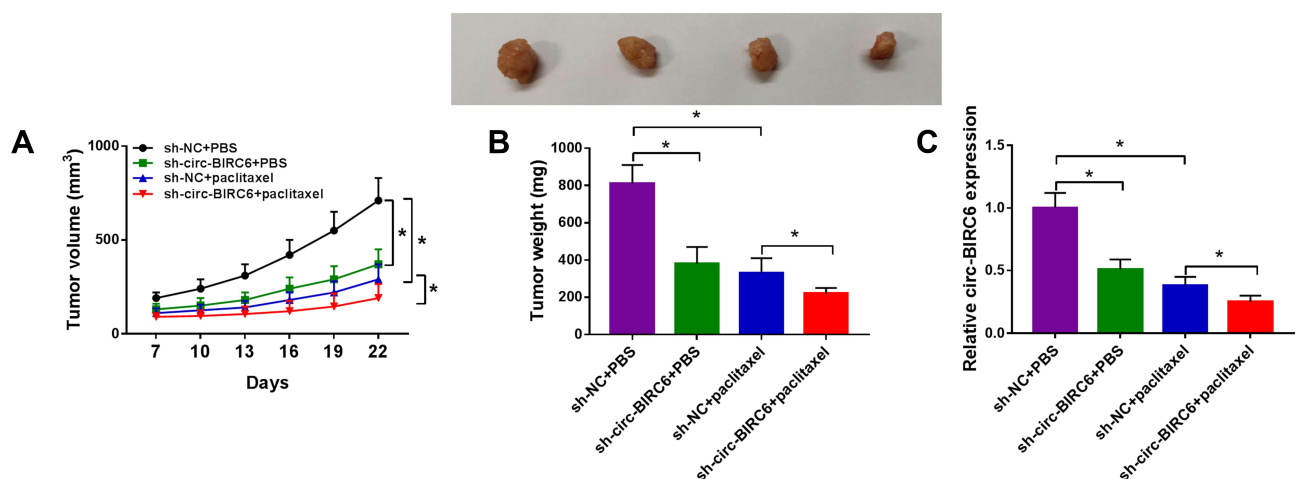 A
Tumor volume (mm³)
1000
500
0
sh-NC+PBS
sh-circ-BIRC6+PBS
sh-NC+paclitaxel
sh-circ-BIRC6+paclitaxel
*
*
*
7 10 13 16 19 22
Days
B
Tumor weight (mg)
1000
800
600
400
200
0
*
*
*
sh-NC+PBS
sh-circ-BIRC6+PBS
sh-NC+paclitaxel
sh-circ-BIRC6+paclitaxel
C
Relative circ-BIRC6 expression
1.5
1.0
0.5
0.0
*
*
*
sh-NC+PBS
sh-circ-BIRC6+PBS
sh-NC+paclitaxel
sh-circ-BIRC6+paclitaxel